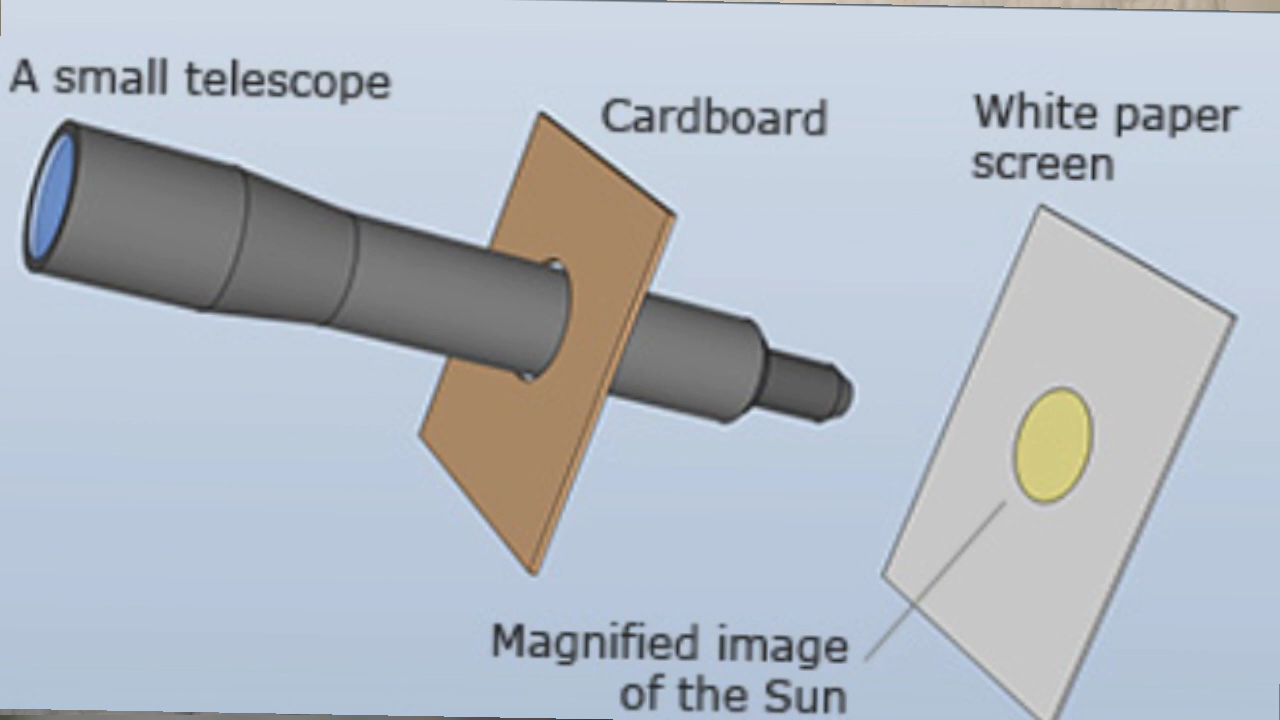 A small telescope
Cardboard
White paper
screen
Magnified image
of the Sun